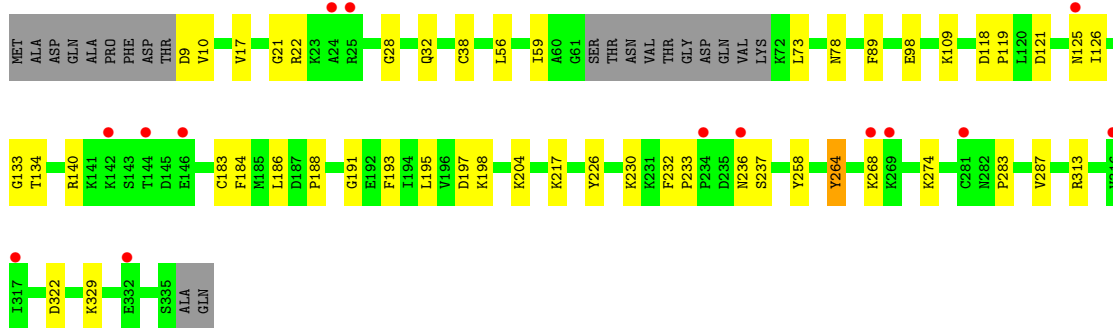 MET ALA ASP GLN ALA PRO PHE ASP THR D9 V10 V17 G21 R22 K23 A24 R25 G28 Q32 C38 L56 I59 A60 G61 SER THR ASN VAL THR GLY ASP GLN VAL LYS K72 L73 N78 F89 E98 K109 D118 P119 L120 D121 N125 I126
G133 T134 R140 K141 K142 S143 T144 D145 E146 C183 F184 M185 L186 D187 P188 G191 E192 F193 I194 L195 V196 D197 K198 K204 K217 Y226 K230 K231 F232 P233 P234 D235 N236 S237 Y258 Y264 K268 K269 K274 C281 N282 P283 V287 R313
I317 D322 K329 E332 S335 ALA GLN